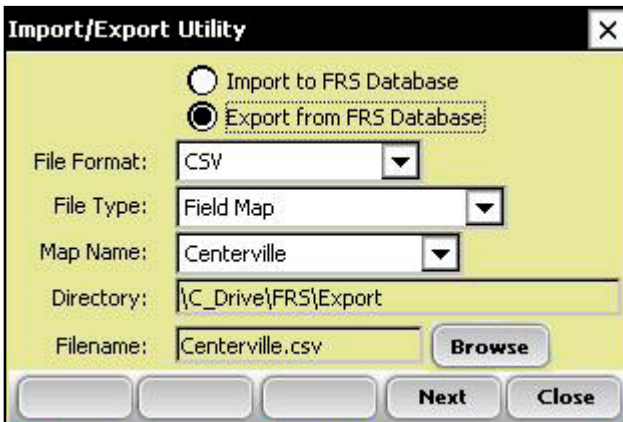 Import/Export Utility
Import to FRS Database
Export from FRS Database
File Format: CSV
File Type: Field Map
Map Name: Centerville
Directory: \C_Drive\FRS\Export
Filename: Centerville.csv Browse
Next Close